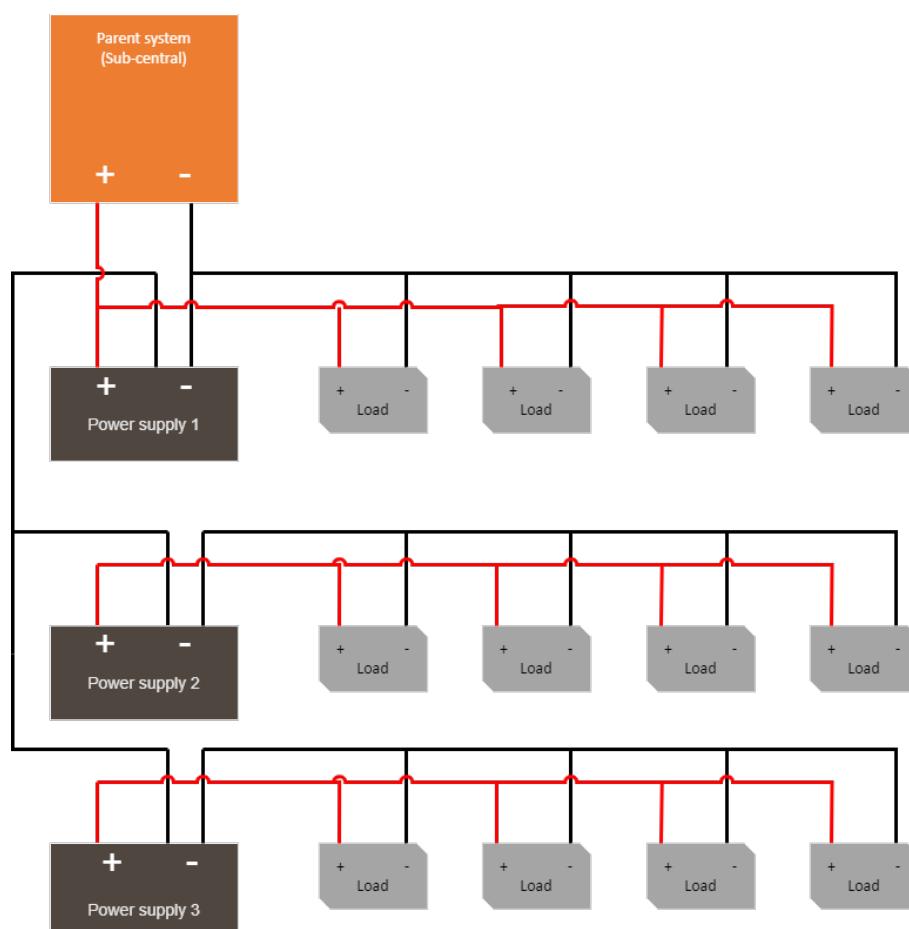 Parent system
(Sub-central)
+ -
+ -
Power supply 1
+ -
Load
+ -
Load
+ -
Load
+ -
Load
+ -
Power supply 2
+ -
Load
+ -
Load
+ -
Load
+ -
Load
+ -
Power supply 3
+ -
Load
+ -
Load
+ -
Load
+ -
Load